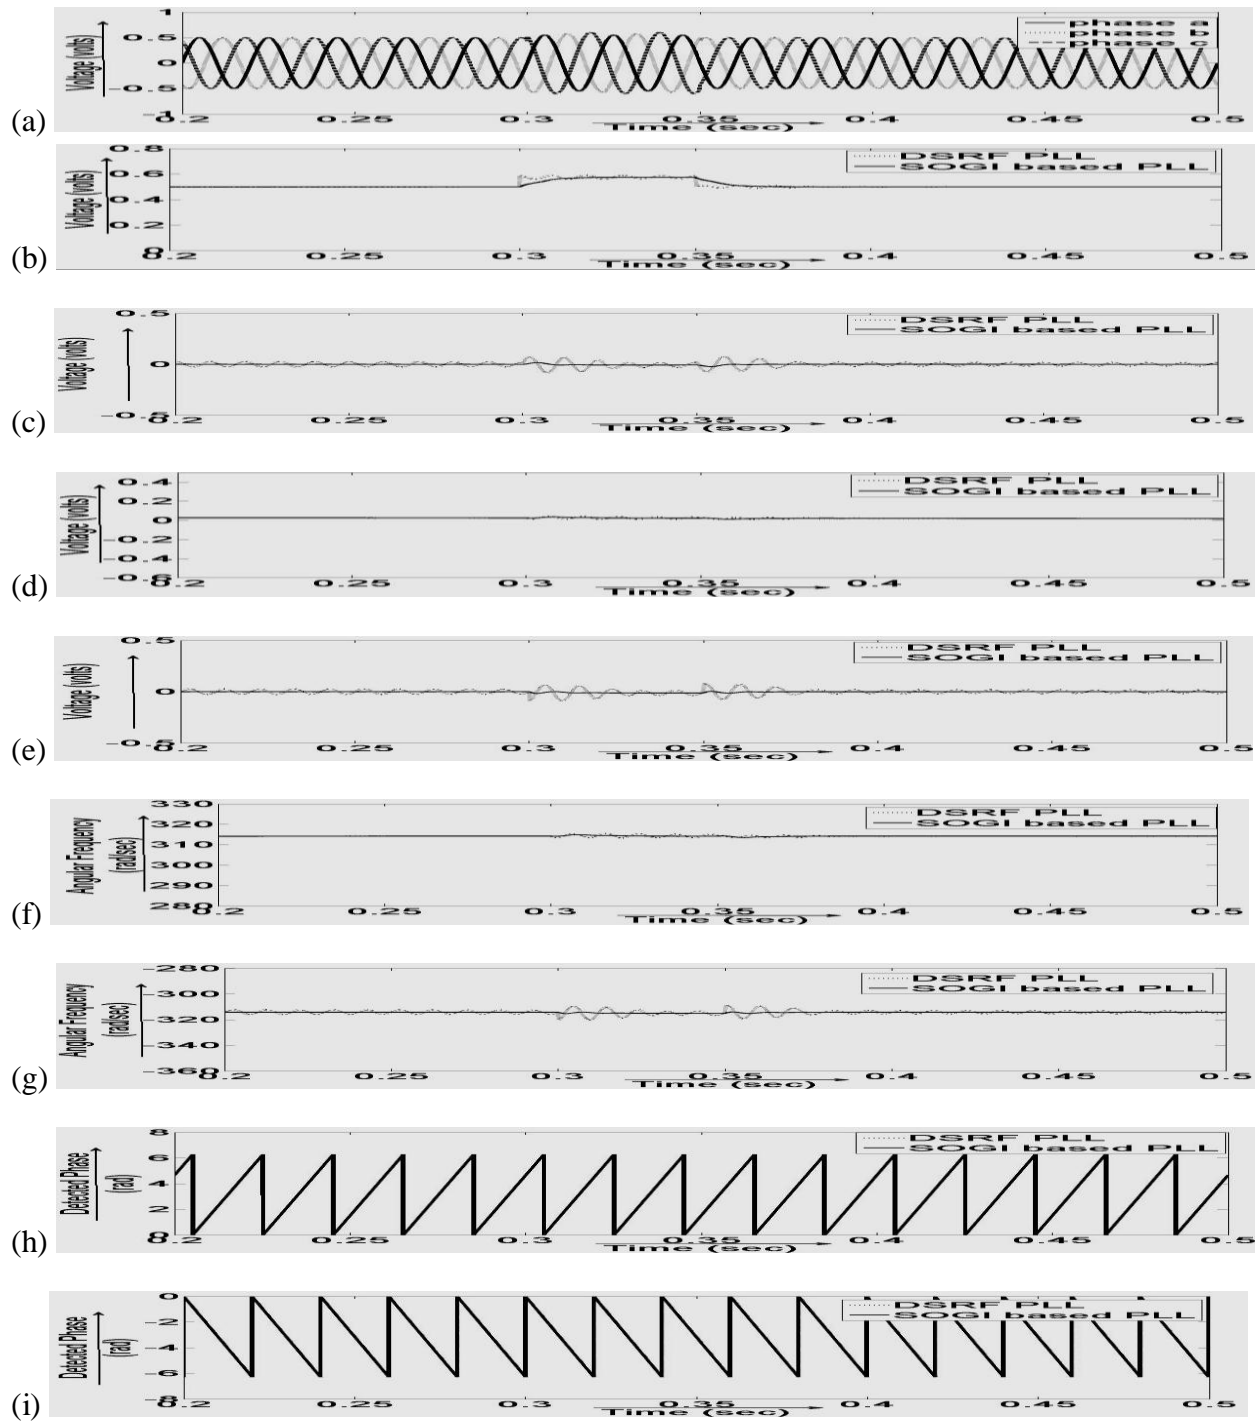 Voltage (volts)
1
0.5
0
-0.5
-1
phase a
phase b
phase c
0.2 0.25 0.3 0.35 0.4 0.45 0.5
Time (sec)
(a)
Voltage (volts)
0.8
0.6
0.4
0.2
0
DSRF PLL
SOGI based PLL
0.2 0.25 0.3 0.35 0.4 0.45 0.5
Time (sec)
(b)
Voltage (volts)
0.5
0
-0.5
DSRF PLL
SOGI based PLL
0.2 0.25 0.3 0.35 0.4 0.45 0.5
Time (sec)
(c)
Voltage (volts)
0.4
0.2
0
-0.2
-0.4
-0.6
DSRF PLL
SOGI based PLL
0.2 0.25 0.3 0.35 0.4 0.45 0.5
Time (sec)
(d)
Voltage (volts)
0.5
0
-0.5
DSRF PLL
SOGI based PLL
0.2 0.25 0.3 0.35 0.4 0.45 0.5
Time (sec)
(e)
Angular Frequency
(rad/sec)
330
320
310
300
290
280
DSRF PLL
SOGI based PLL
0.2 0.25 0.3 0.35 0.4 0.45 0.5
Time (sec)
(f)
Angular Frequency
(rad/sec)
-280
-300
-320
-340
-360
DSRF PLL
SOGI based PLL
0.2 0.25 0.3 0.35 0.4 0.45 0.5
Time (sec)
(g)
Detected Phase
(rad)
8
6
4
2
0
DSRF PLL
SOGI based PLL
0.2 0.25 0.3 0.35 0.4 0.45 0.5
Time (sec)
(h)
Detected Phase
(rad)
0
-2
-4
-6
-8
DSRF PLL
SOGI based PLL
0.2 0.25 0.3 0.35 0.4 0.45 0.5
Time (sec)
(i)